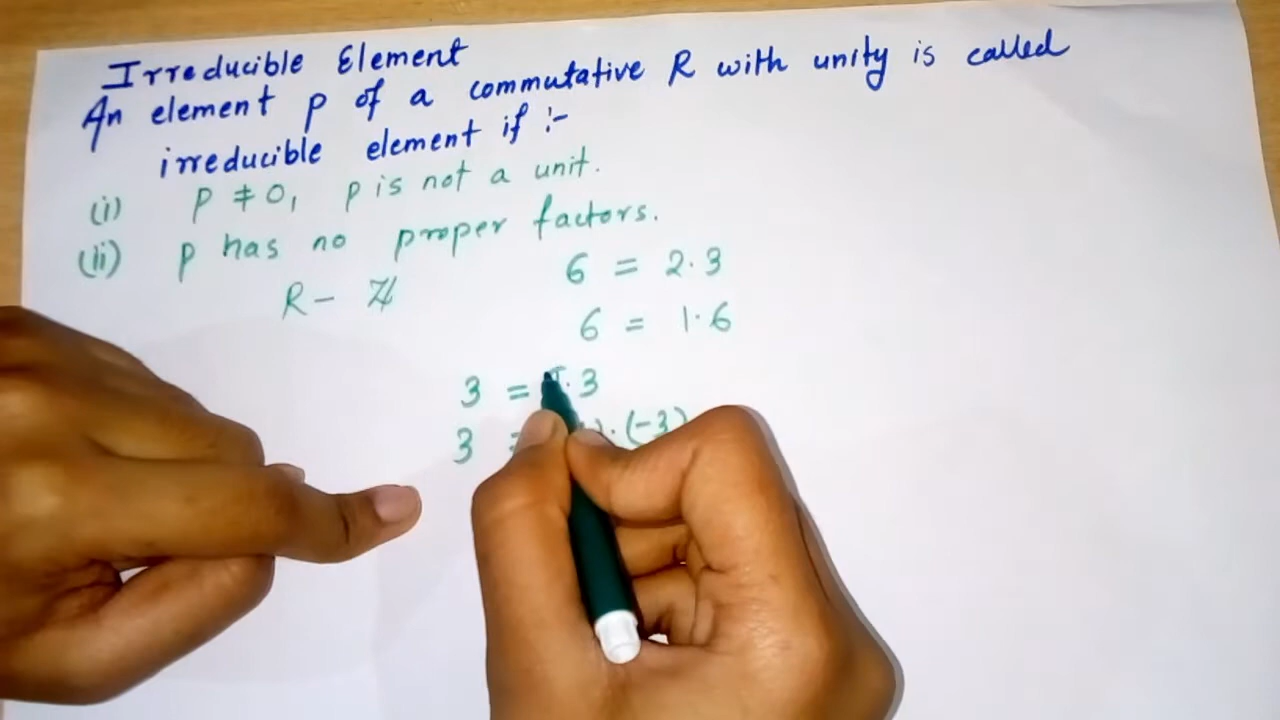 Irreducible Element
An element p of a commutative R with unity is called
irreducible element if :-
(i) p ≠ 0, p is not a unit.
(ii) p has no proper factors.
R - ℤ
6 = 2·3
6 = 1·6
3 = ·3
3 = ·(-3)